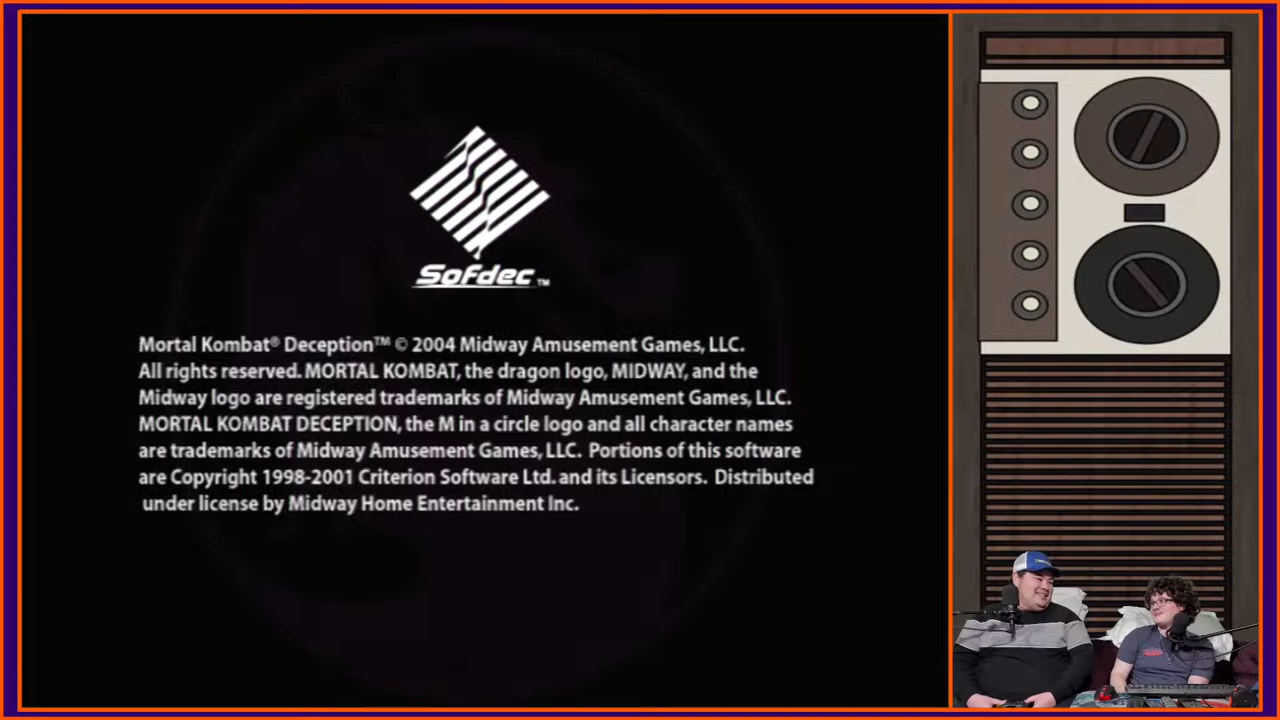 Sofdec™
Mortal Kombat® Deception™ © 2004 Midway Amusement Games, LLC.
All rights reserved. MORTAL KOMBAT, the dragon logo, MIDWAY, and the
Midway logo are registered trademarks of Midway Amusement Games, LLC.
MORTAL KOMBAT DECEPTION, the M in a circle logo and all character names
are trademarks of Midway Amusement Games, LLC. Portions of this software
are Copyright 1998-2001 Criterion Software Ltd. and its Licensors. Distributed
under license by Midway Home Entertainment Inc.